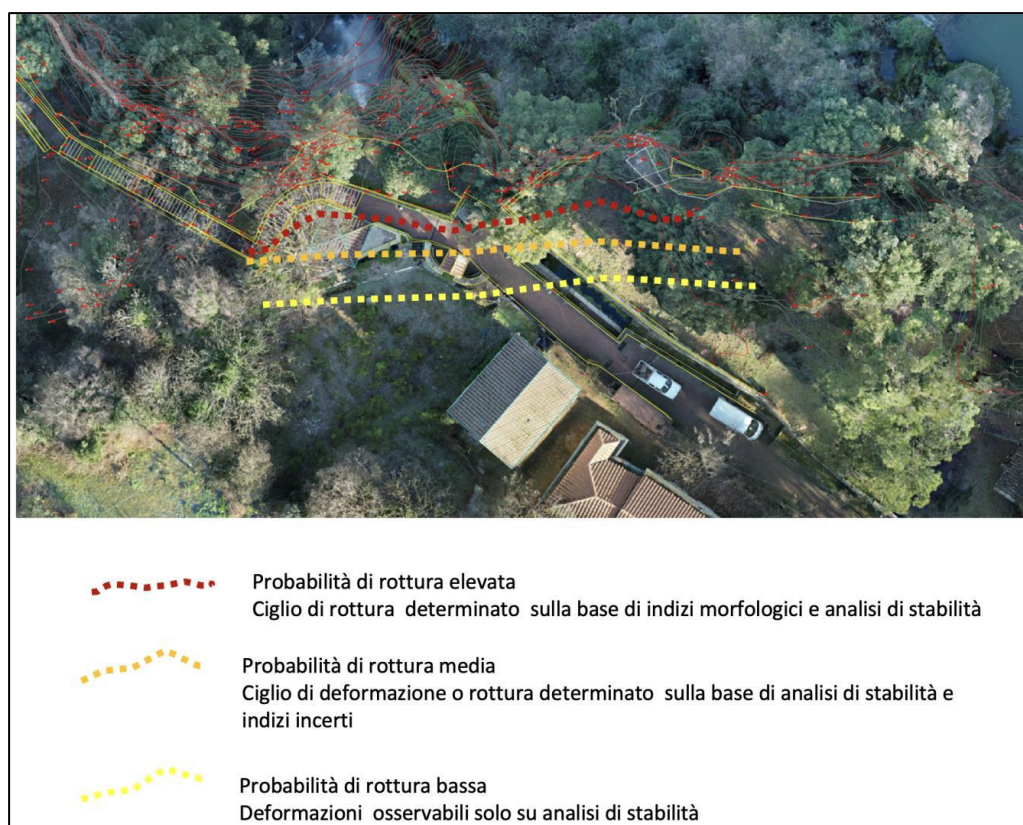 Probabilità di rottura elevata
Ciglio di rottura determinato sulla base di indizi morfologici e analisi di stabilità
Probabilità di rottura media
Ciglio di deformazione o rottura determinato sulla base di analisi di stabilità e
indizi incerti
Probabilità di rottura bassa
Deformazioni osservabili solo su analisi di stabilità